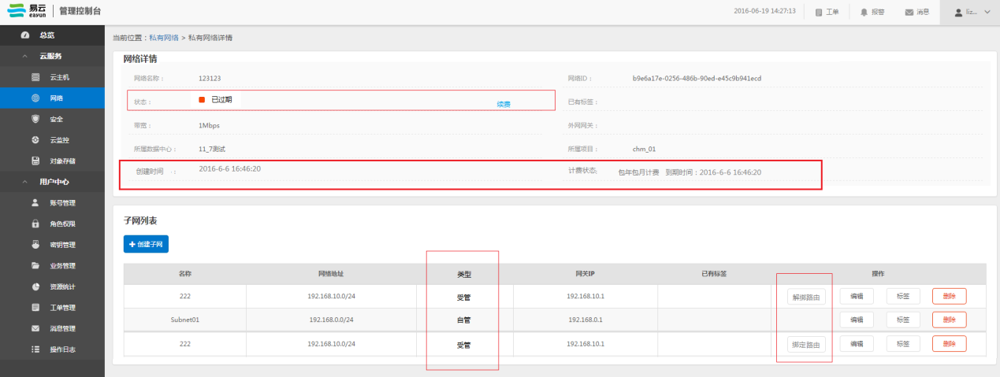 易云 eayun 管理控制台 2016-06-19 14:27:13 工单 报警 消息 liz...
总览
云服务
云主机
网络
安全
云监控
对象存储
用户中心
账号管理
角色权限
密钥管理
业务管理
资源统计
工单管理
消息管理
操作日志
当前位置：私有网络 > 私有网络详情
网络详情
网络名称： 123123 网络ID： b9e6a17e-0256-486b-90ed-e45c9b941ecd
状态： 已过期 续费 已有标签：
带宽： 1Mbps 外网网关：
所属数据中心： 11_7测试 所属项目： chm_01
创建时间 ： 2016-6-6 16:46:20 计费状态: 包年包月计费 到期时间：2016-6-6 16:46:20
子网列表
创建子网
名称 网络地址 类型 网关IP 已有标签 操作
222 192.168.10.0/24 受管 192.168.10.1 解绑路由 编辑 标签 删除
Subnet01 192.168.0.0/24 自管 192.168.0.1 编辑 标签 删除
222 192.168.10.0/24 受管 192.168.10.1 绑定路由 编辑 标签 删除